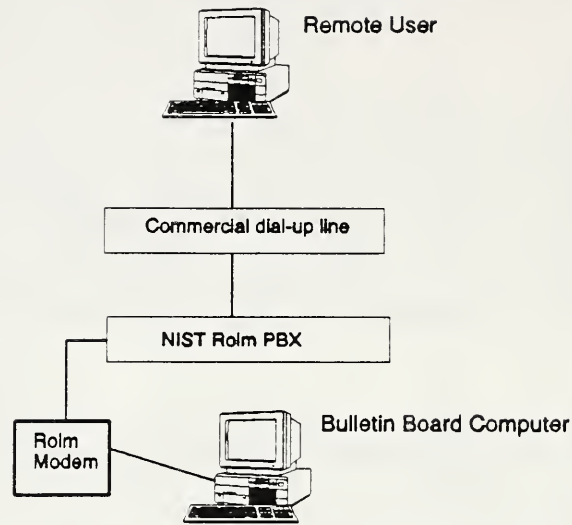 Remote User
Commercial dial-up line
NIST Rolm PBX
Bulletin Board Computer
Rolm
Modem